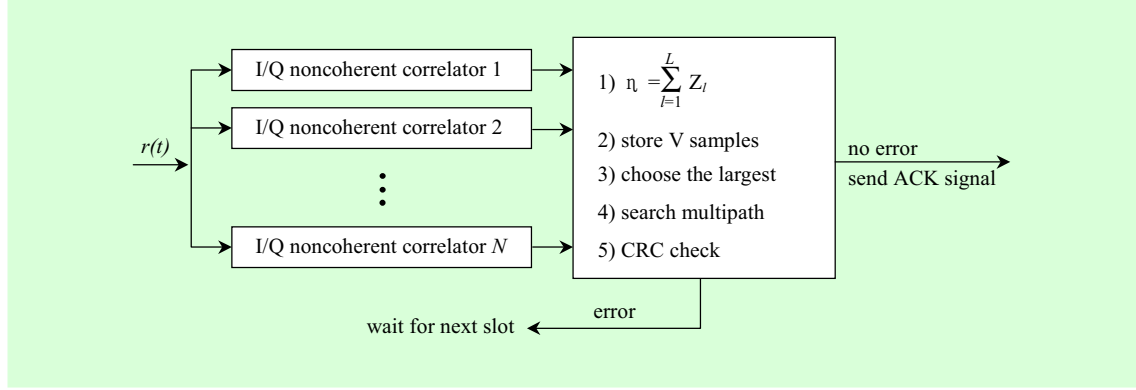 I/Q noncoherent correlator 1
I/Q noncoherent correlator 2
r(t)
I/Q noncoherent correlator N
1) η = ∑ l=1 L Z_l
2) store V samples
3) choose the largest
4) search multipath
5) CRC check
no error
send ACK signal
error
wait for next slot